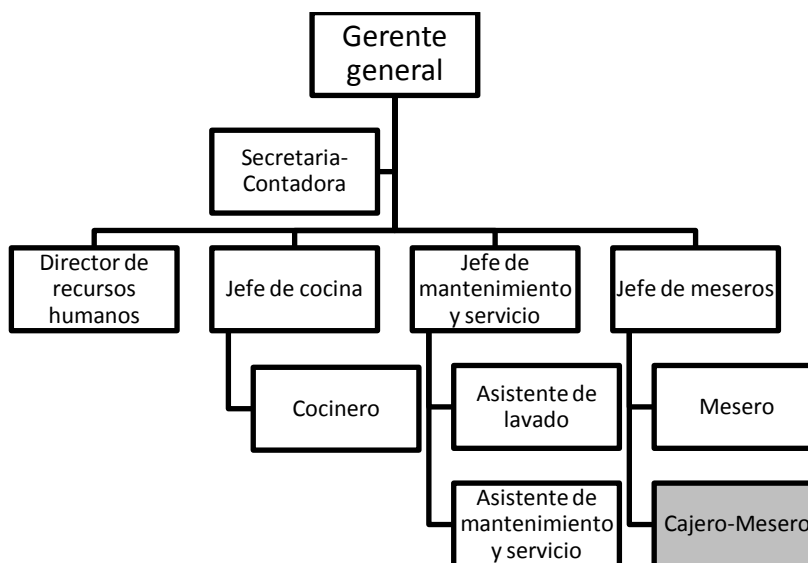 Gerente
general
Secretaria-
Contadora
Director de
recursos
humanos
Jefe de cocina
Jefe de
mantenimiento
y servicio
Jefe de meseros
Cocinero
Asistente de
lavado
Mesero
Asistente de
mantenimiento
y servicio
Cajero-Mesero